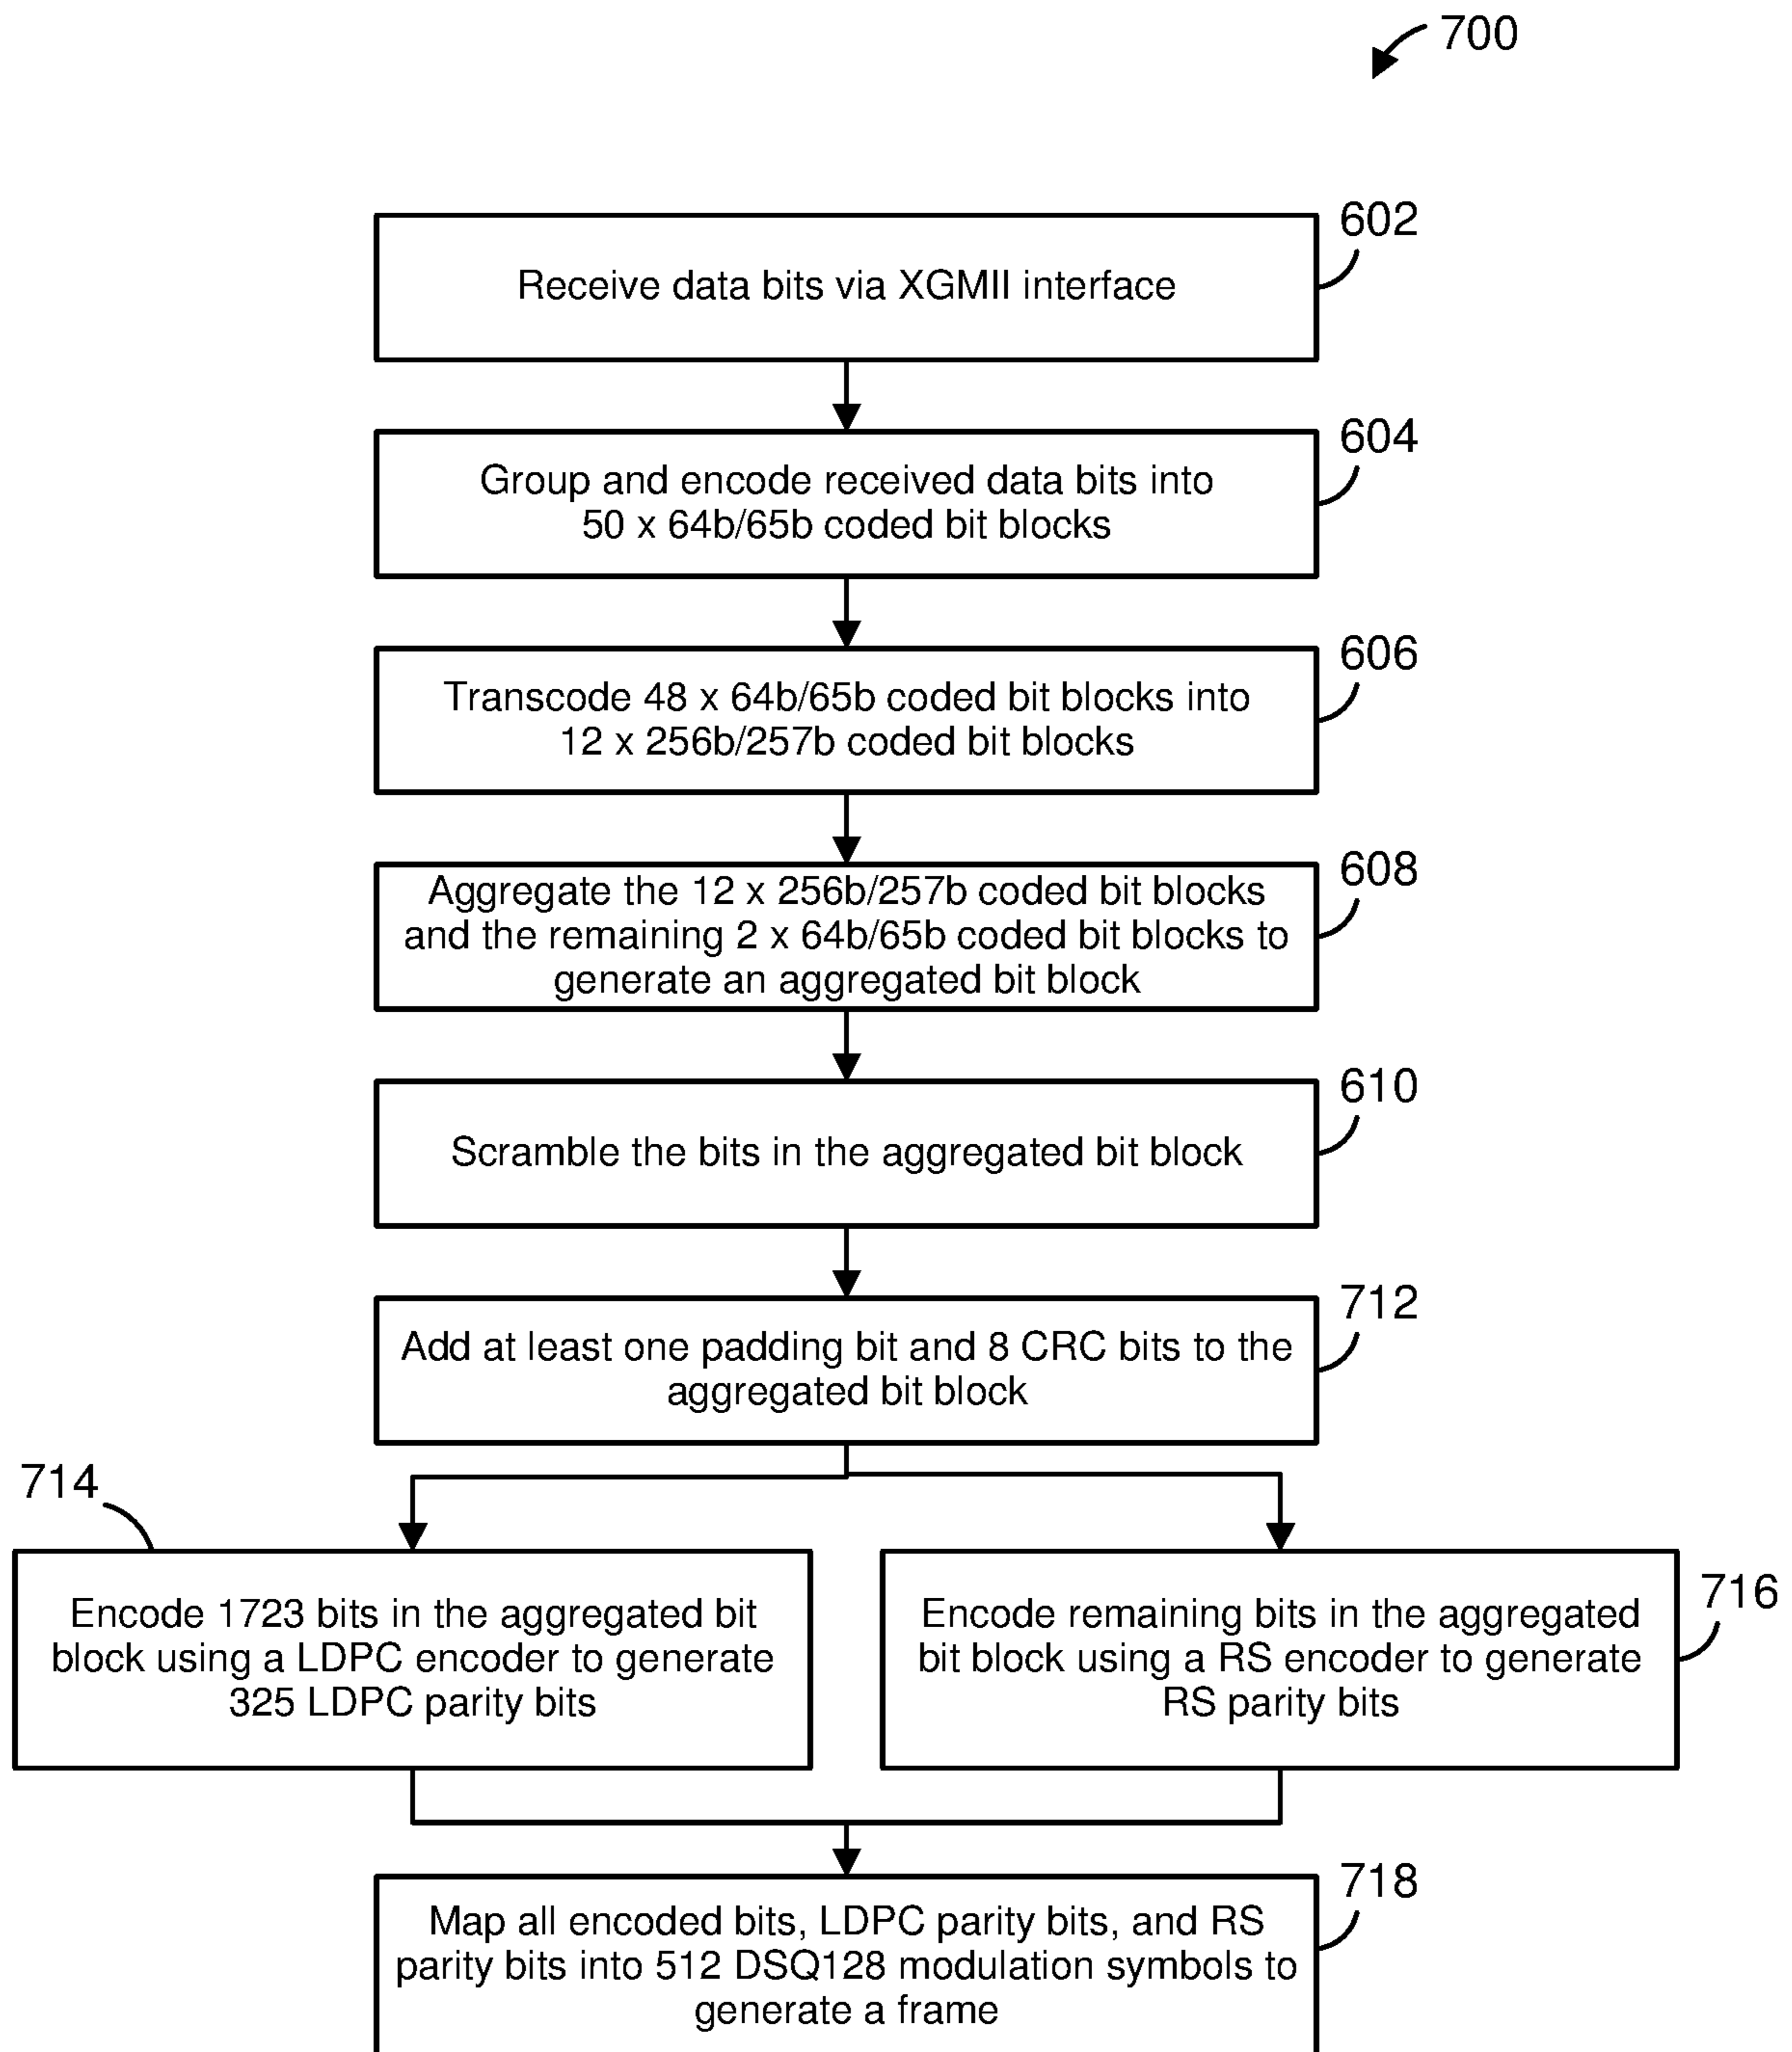 700
602
Receive data bits via XGMII interface
604
Group and encode received data bits into
50 x 64b/65b coded bit blocks
606
Transcode 48 x 64b/65b coded bit blocks into
12 x 256b/257b coded bit blocks
608
Aggregate the 12 x 256b/257b coded bit blocks
and the remaining 2 x 64b/65b coded bit blocks to
generate an aggregated bit block
610
Scramble the bits in the aggregated bit block
712
Add at least one padding bit and 8 CRC bits to the
aggregated bit block
714
Encode 1723 bits in the aggregated bit
block using a LDPC encoder to generate
325 LDPC parity bits
716
Encode remaining bits in the aggregated
bit block using a RS encoder to generate
RS parity bits
718
Map all encoded bits, LDPC parity bits, and RS
parity bits into 512 DSQ128 modulation symbols to
generate a frame